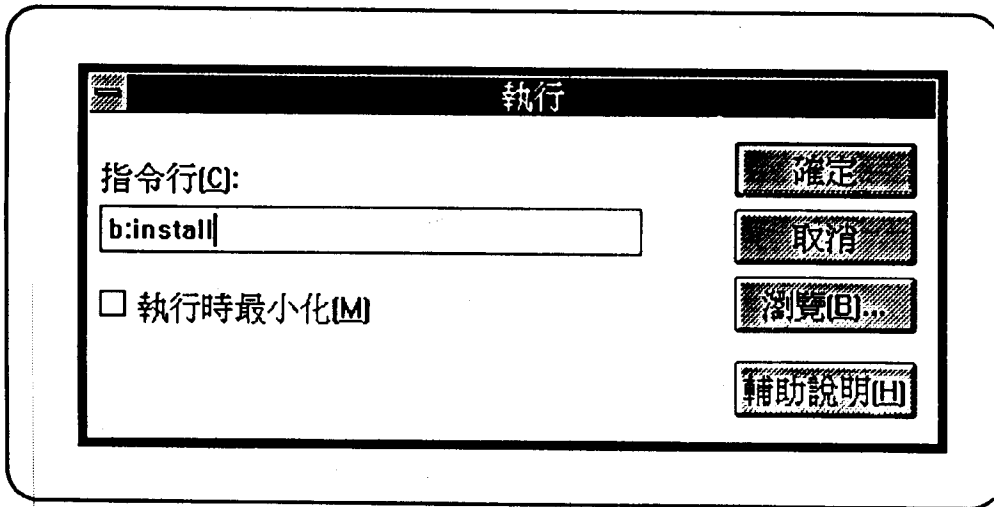 執行
指令行(C):
b:install
執行時最小化(M)
確定
取消
瀏覽(B)...
輔助說明(H)